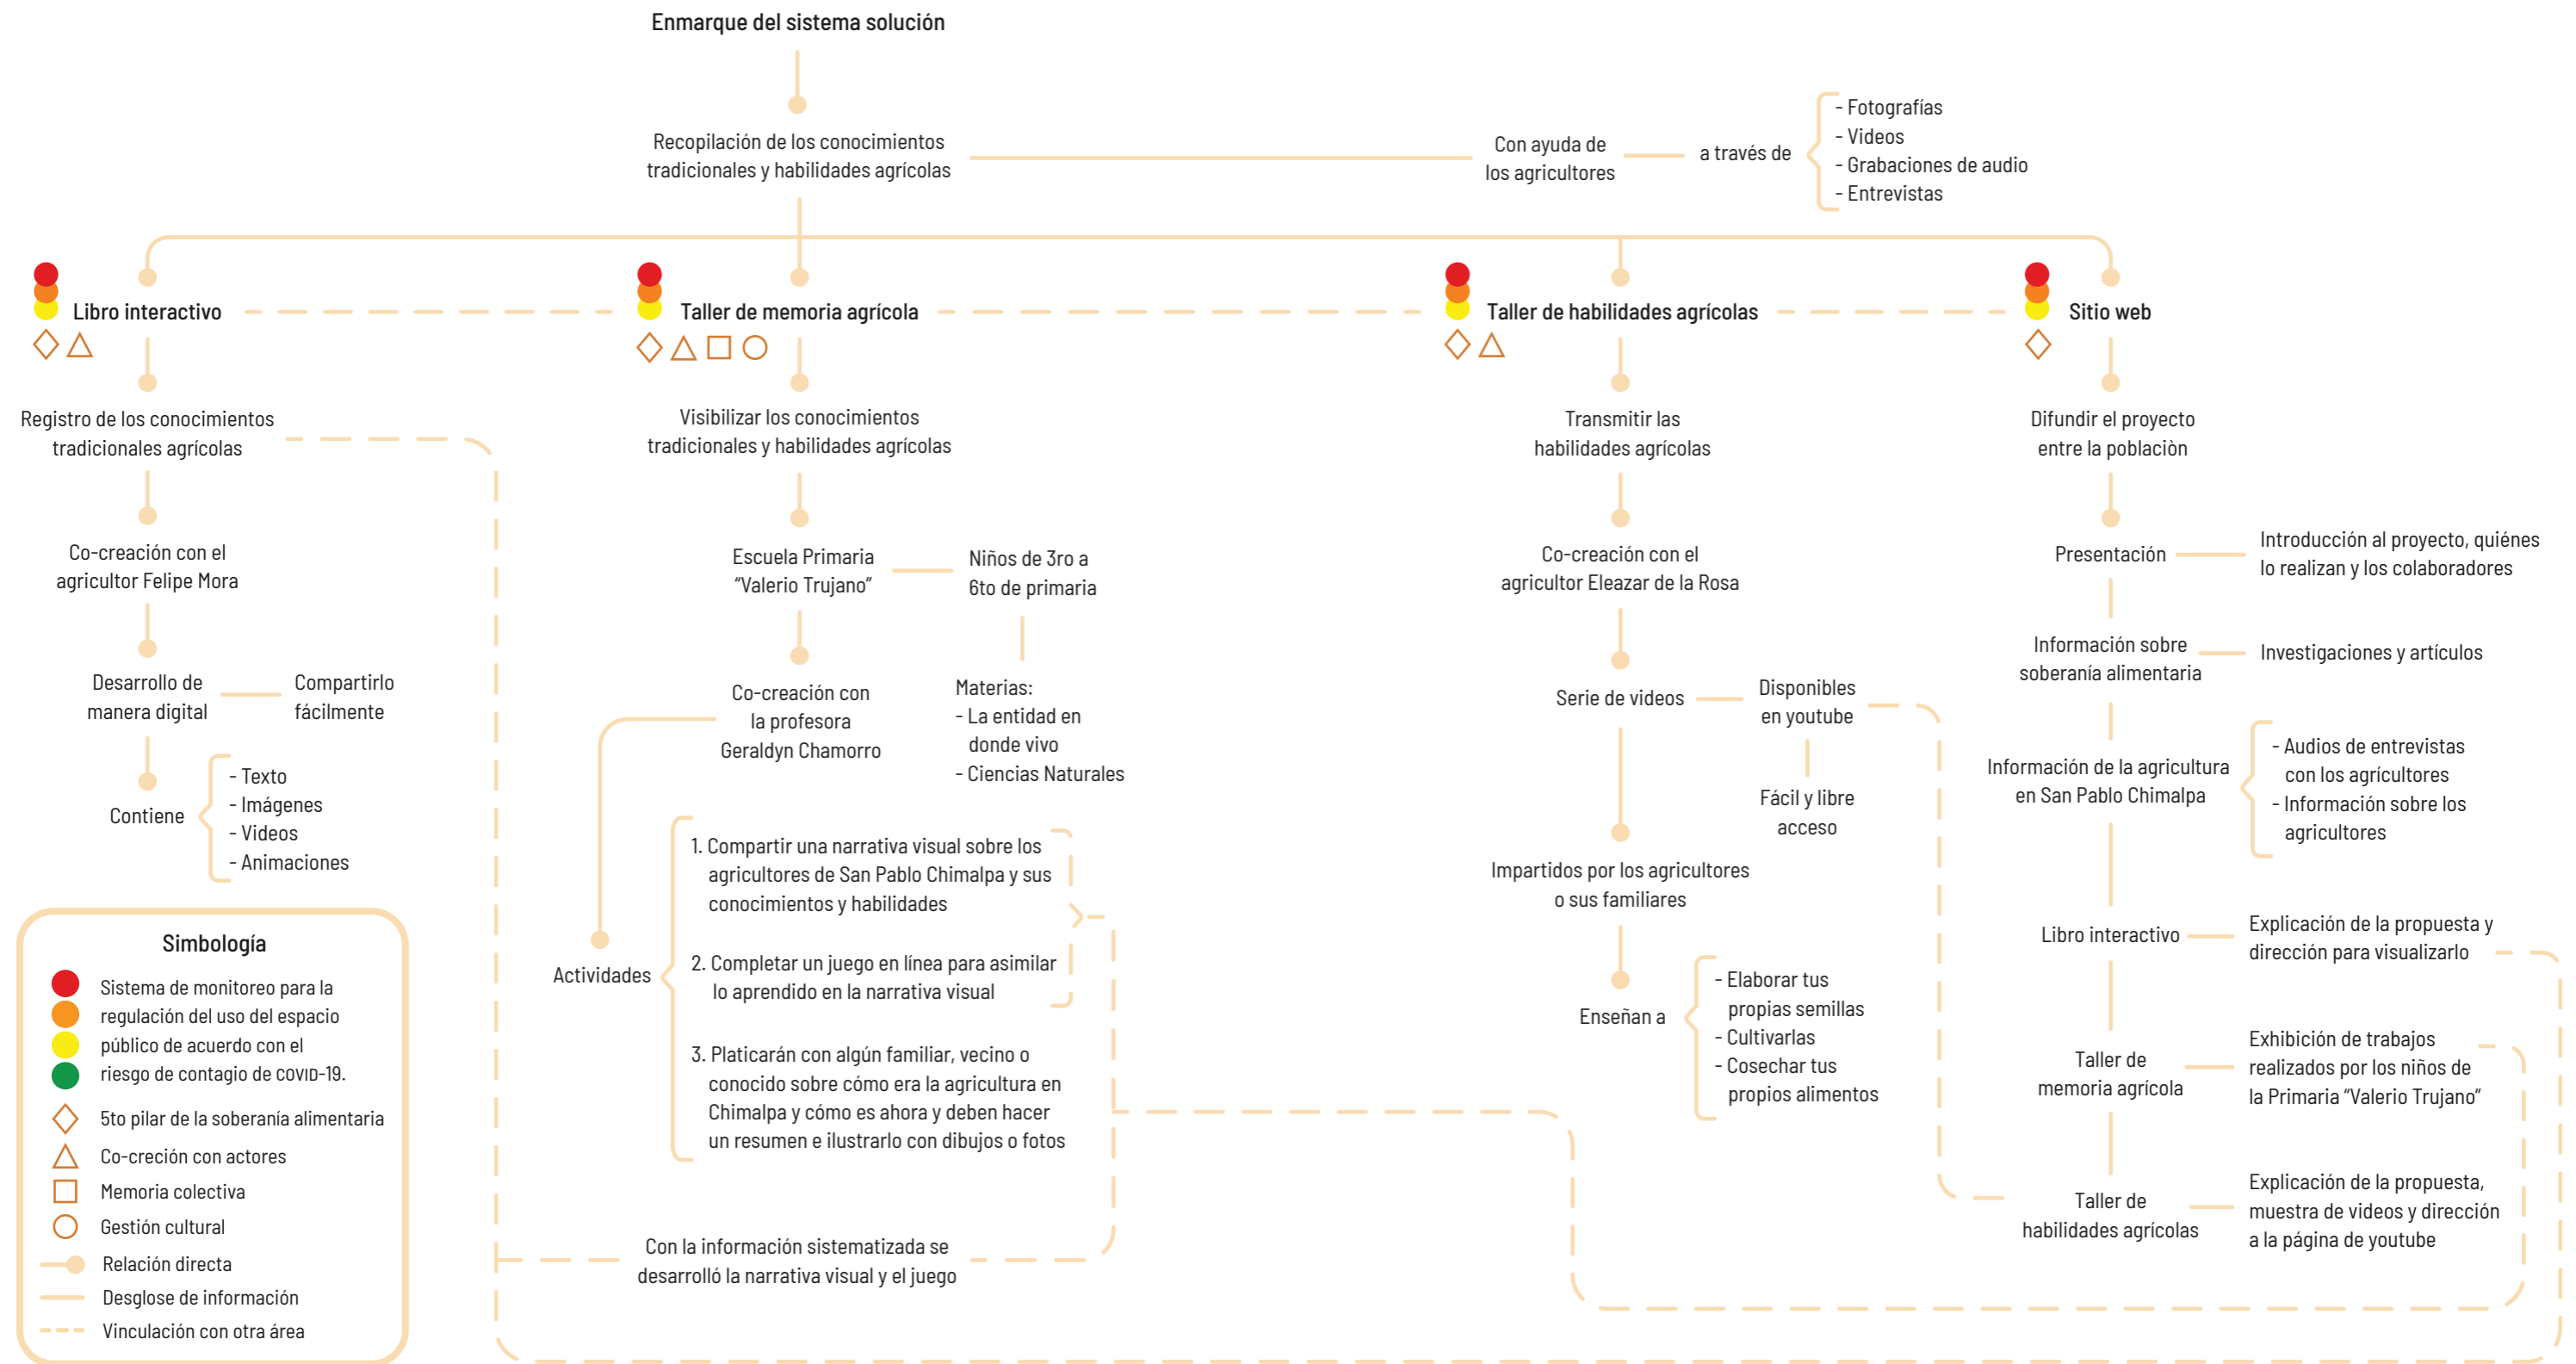 Enmarque del sistema solución
Recopilación de los conocimientos
tradicionales y habilidades agrícolas
Con ayuda de
los agricultores
a través de
- Fotografías
- Videos
- Grabaciones de audio
- Entrevistas
Libro interactivo
Taller de memoria agrícola
Taller de habilidades agrícolas
Sitio web
Registro de los conocimientos
tradicionales agrícolas
Co-creación con el
agricultor Felipe Mora
Desarrollo de
manera digital
Compartirlo
fácilmente
Contiene
- Texto
- Imágenes
- Videos
- Animaciones
Visibilizar los conocimientos
tradicionales y habilidades agrícolas
Escuela Primaria
“Valerio Trujano”
Niños de 3ro a
6to de primaria
Co-creación con
la profesora
Geraldyn Chamorro
Materias:
- La entidad en
donde vivo
- Ciencias Naturales
Actividades
1. Compartir una narrativa visual sobre los
agricultores de San Pablo Chimalpa y sus
conocimientos y habilidades
2. Completar un juego en línea para asimilar
lo aprendido en la narrativa visual
3. Platicarán con algún familiar, vecino o
conocido sobre cómo era la agricultura en
Chimalpa y cómo es ahora y deben hacer
un resumen e ilustrarlo con dibujos o fotos
Con la información sistematizada se
desarrolló la narrativa visual y el juego
Transmitir las
habilidades agrícolas
Co-creación con el
agricultor Eleazar de la Rosa
Serie de videos
Disponibles
en youtube
Fácil y libre
acceso
Impartidos por los agricultores
o sus familiares
Enseñan a
- Elaborar tus
propias semillas
- Cultivarlas
- Cosechar tus
propios alimentos
Difundir el proyecto
entre la poblaciòn
Presentación
Introducción al proyecto, quiénes
lo realizan y los colaboradores
Información sobre
soberanía alimentaria
Investigaciones y artículos
Información de la agricultura
en San Pablo Chimalpa
- Audios de entrevistas
con los agrícultores
- Información sobre los
agricultores
Libro interactivo
Explicación de la propuesta y
dirección para visualizarlo
Taller de
memoria agrícola
Exhibición de trabajos
realizados por los niños de
la Primaria “Valerio Trujano”
Taller de
habilidades agrícolas
Explicación de la propuesta,
muestra de videos y dirección
a la página de youtube
Simbología
Sistema de monitoreo para la
regulación del uso del espacio
público de acuerdo con el
riesgo de contagio de COVID-19.
5to pilar de la soberanía alimentaria
Co-creción con actores
Memoria colectiva
Gestión cultural
Relación directa
Desglose de información
Vinculación con otra área